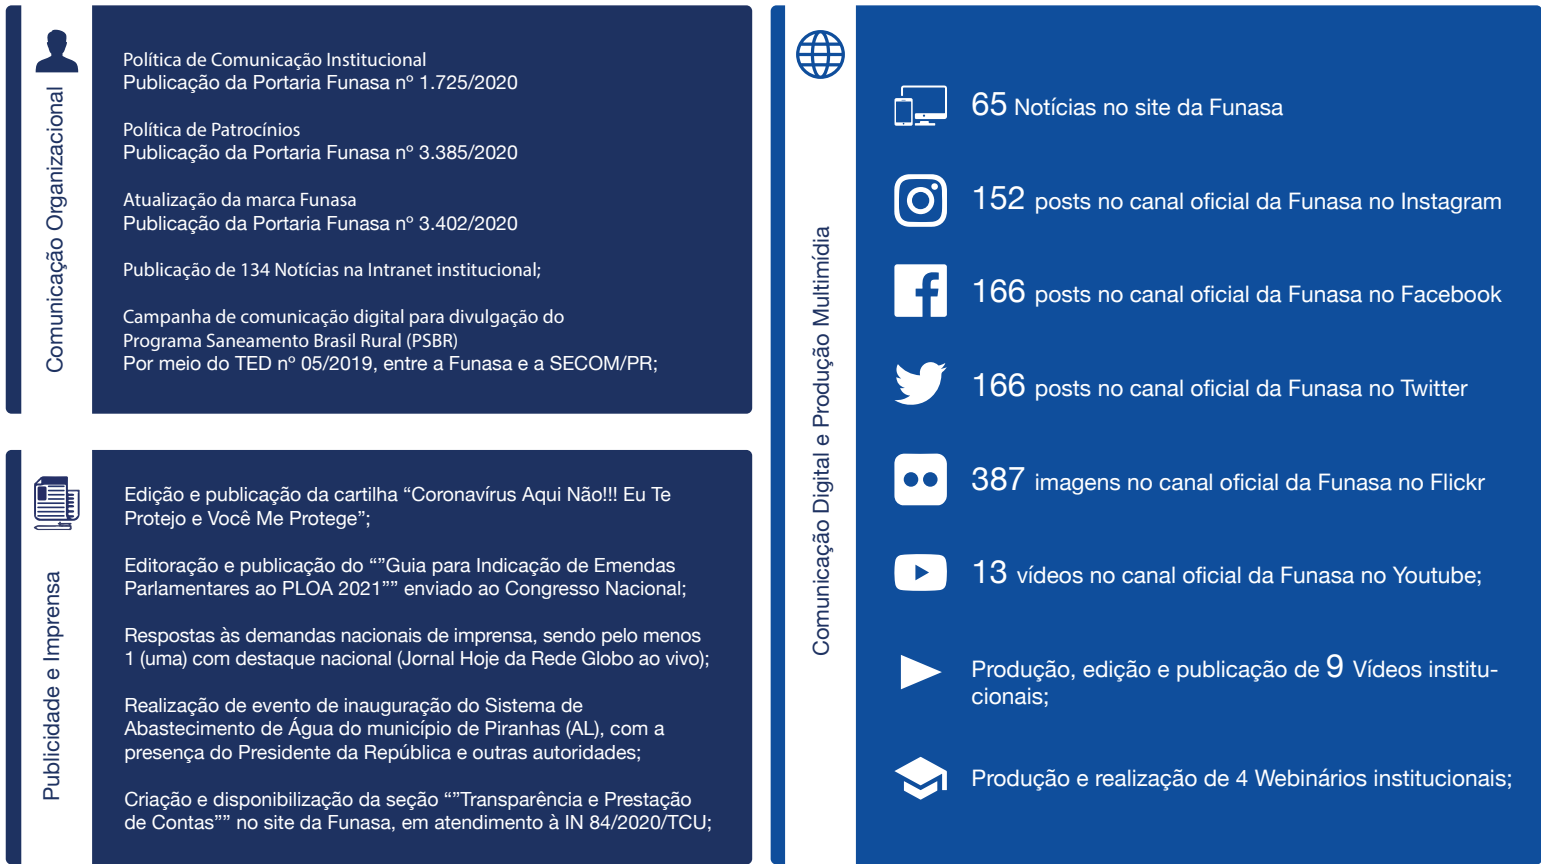 Comunicação Organizacional
Política de Comunicação Institucional
Publicação da Portaria Funasa nº 1.725/2020
Política de Patrocínios
Publicação da Portaria Funasa nº 3.385/2020
Atualização da marca Funasa
Publicação da Portaria Funasa nº 3.402/2020
Publicação de 134 Notícias na Intranet institucional;
Campanha de comunicação digital para divulgação do
Programa Saneamento Brasil Rural (PSBR)
Por meio do TED nº 05/2019, entre a Funasa e a SECOM/PR;
Publicidade e Imprensa
Edição e publicação da cartilha “Coronavírus Aqui Não!!! Eu Te
Protejo e Você Me Protege”;
Editoração e publicação do “”Guia para Indicação de Emendas
Parlamentares ao PLOA 2021”” enviado ao Congresso Nacional;
Respostas às demandas nacionais de imprensa, sendo pelo menos
1 (uma) com destaque nacional (Jornal Hoje da Rede Globo ao vivo);
Realização de evento de inauguração do Sistema de
Abastecimento de Água do município de Piranhas (AL), com a
presença do Presidente da República e outras autoridades;
Criação e disponibilização da seção “”Transparência e Prestação
de Contas”” no site da Funasa, em atendimento à IN 84/2020/TCU;
Comunicação Digital e Produção Multimídia
65 Notícias no site da Funasa
152 posts no canal oficial da Funasa no Instagram
166 posts no canal oficial da Funasa no Facebook
166 posts no canal oficial da Funasa no Twitter
387 imagens no canal oficial da Funasa no Flickr
13 vídeos no canal oficial da Funasa no Youtube;
Produção, edição e publicação de 9 Vídeos institu-
cionais;
Produção e realização de 4 Webinários institucionais;